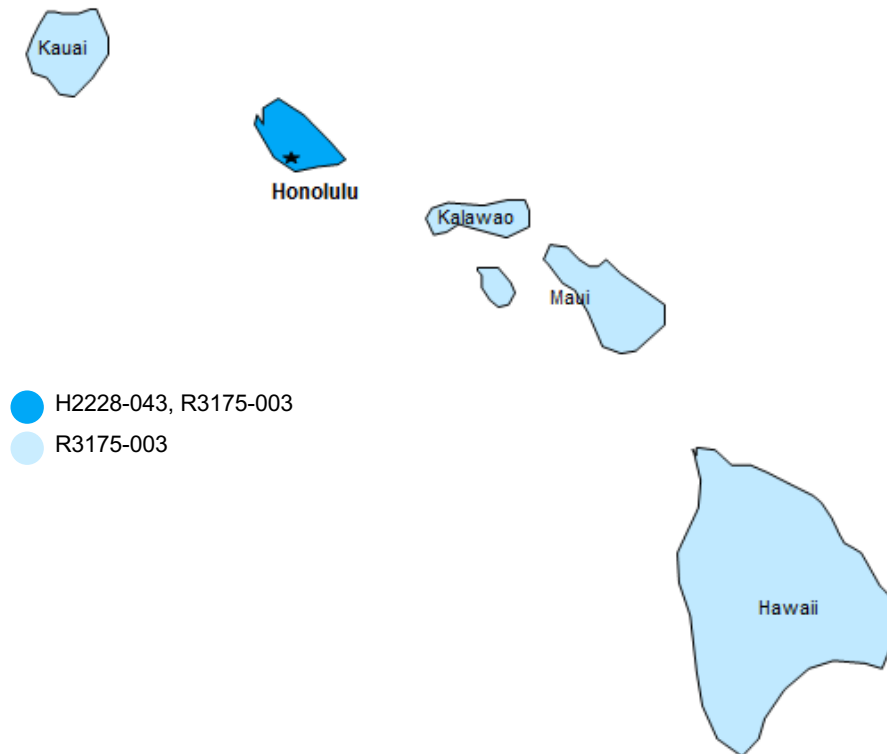 Kauai
Honolulu
Kalawao
Maui
H2228-043, R3175-003
R3175-003
Hawaii